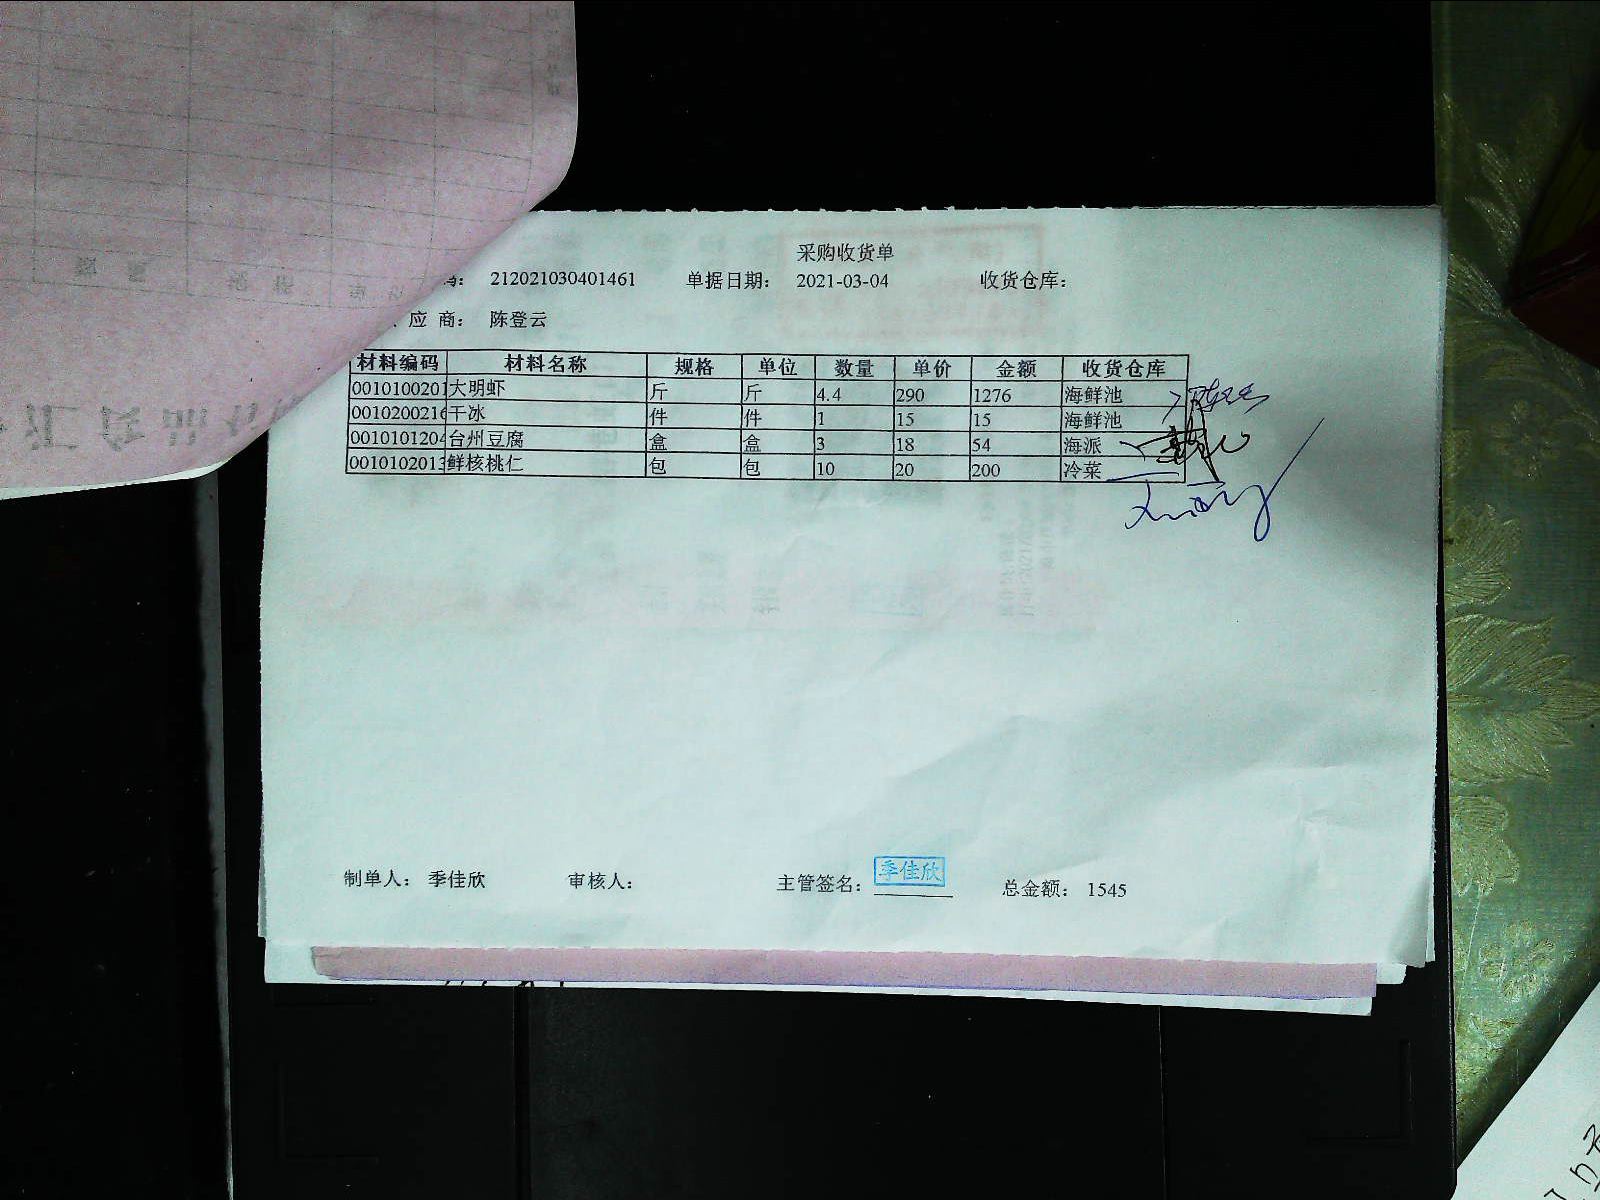 采购收货单
码： 212021030401461 单据日期： 2021-03-04 收货仓库：
应 商： 陈登云
材料编码 材料名称 规格 单位 数量 单价 金额 收货仓库
0010100201 大明虾 斤 斤 4.4 290 1276 海鲜池
0010200216 干冰 件 件 1 15 15 海鲜池
0010101204 台州豆腐 盒 盒 3 18 54 海派
0010102013 鲜核桃仁 包 包 10 20 200 冷菜
制单人： 季佳欣 审核人： 主管签名： 季佳欣 总金额： 1545